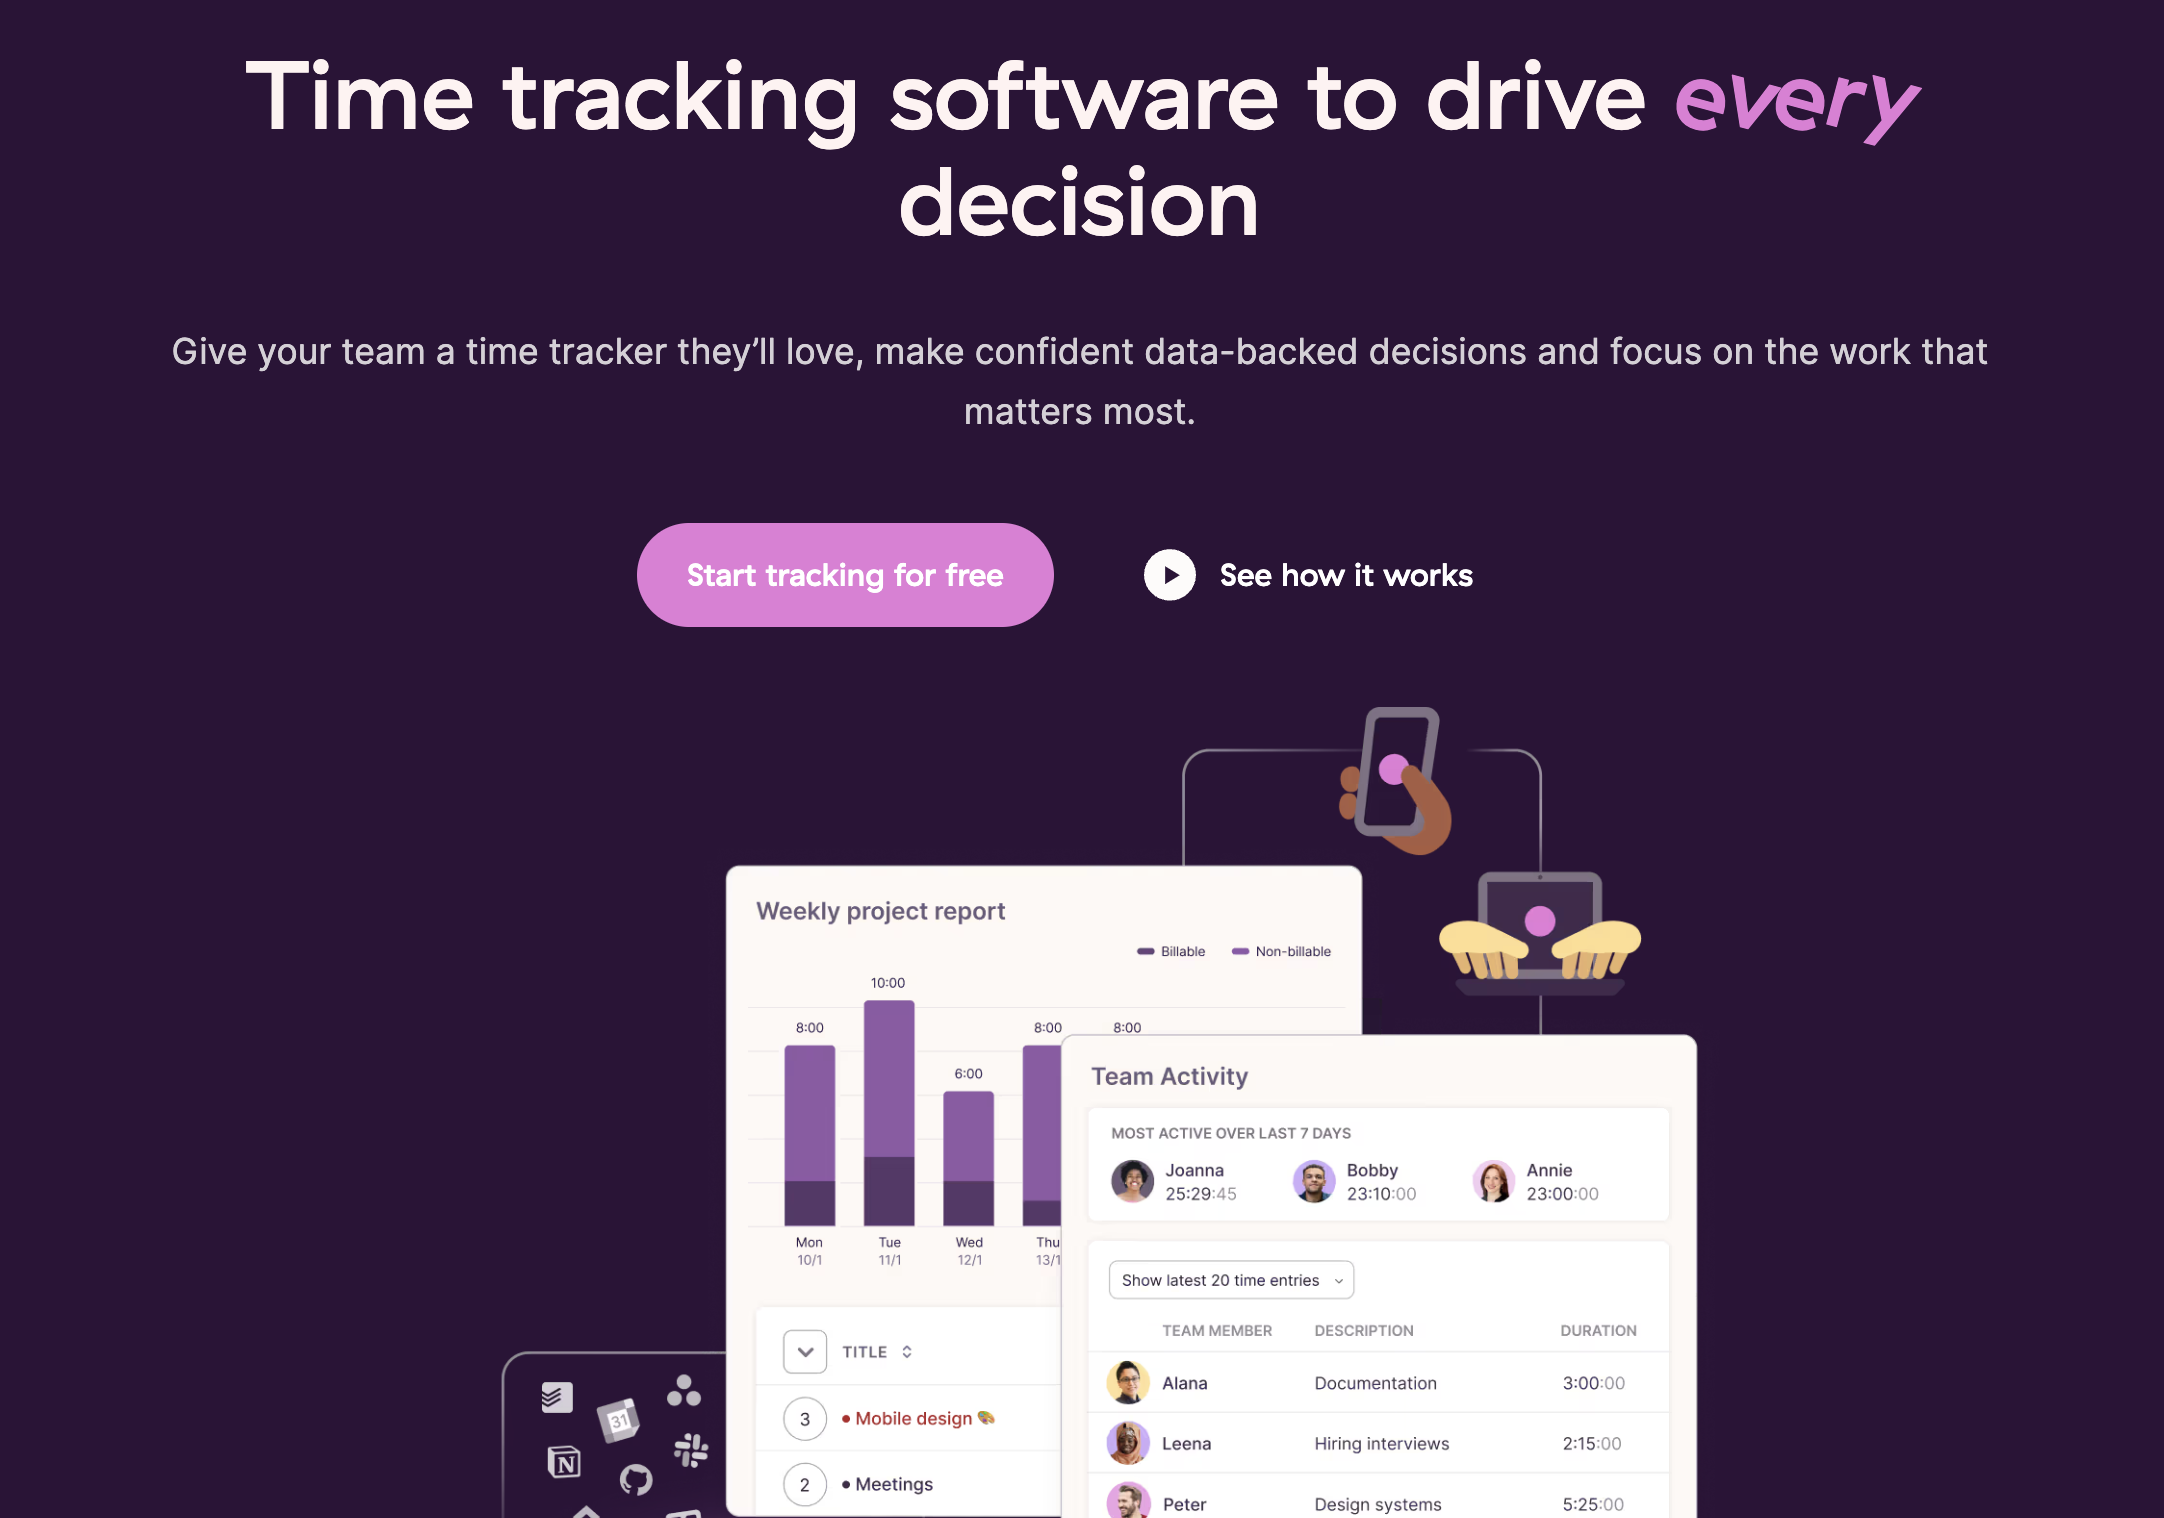 Time tracking software to drive every
decision
Give your team a time tracker they’ll love, make confident data-backed decisions and focus on the work that
matters most.
Start tracking for free
See how it works
Weekly project report
Billable
Non-billable
10:00
8:00
8:00
8:00
6:00
Mon
Tue
Wed
Thu
10/1
11/1
12/1
13/1
TITLE
3
Mobile design 🎨
2
Meetings
31
N
Team Activity
MOST ACTIVE OVER LAST 7 DAYS
Joanna
25:29:45
Bobby
23:10:00
Annie
23:00:00
Show latest 20 time entries
TEAM MEMBER DESCRIPTION DURATION
Alana Documentation 3:00:00
Leena Hiring interviews 2:15:00
Peter Design systems 5:25:00